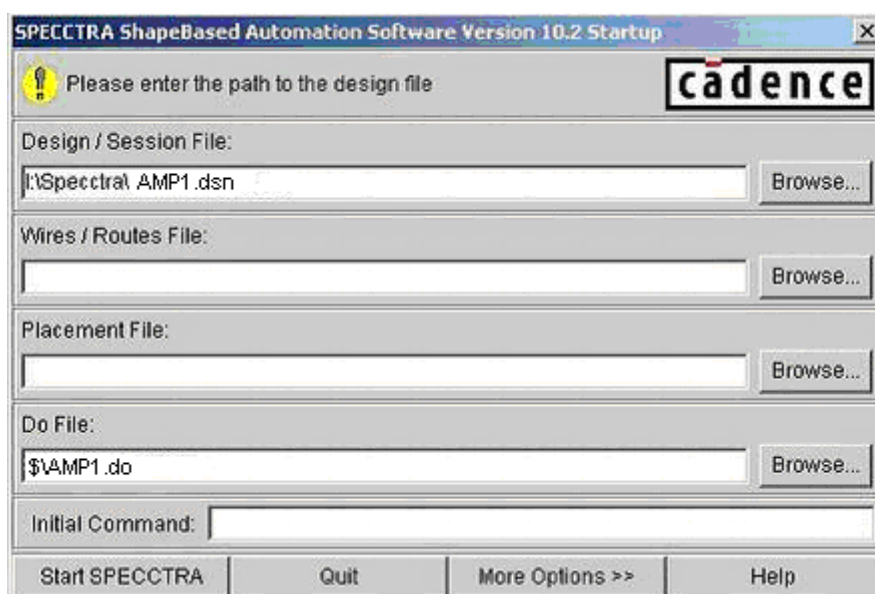 SPECCTRA ShapeBased Automation Software Version 10.2 Startup
Please enter the path to the design file
cādence
Design / Session File:
I:\Specctra\ AMP1.dsn
Browse...
Wires / Routes File:
Browse...
Placement File:
Browse...
Do File:
$\AMP1.do
Browse...
Initial Command:
Start SPECCTRA Quit More Options >> Help